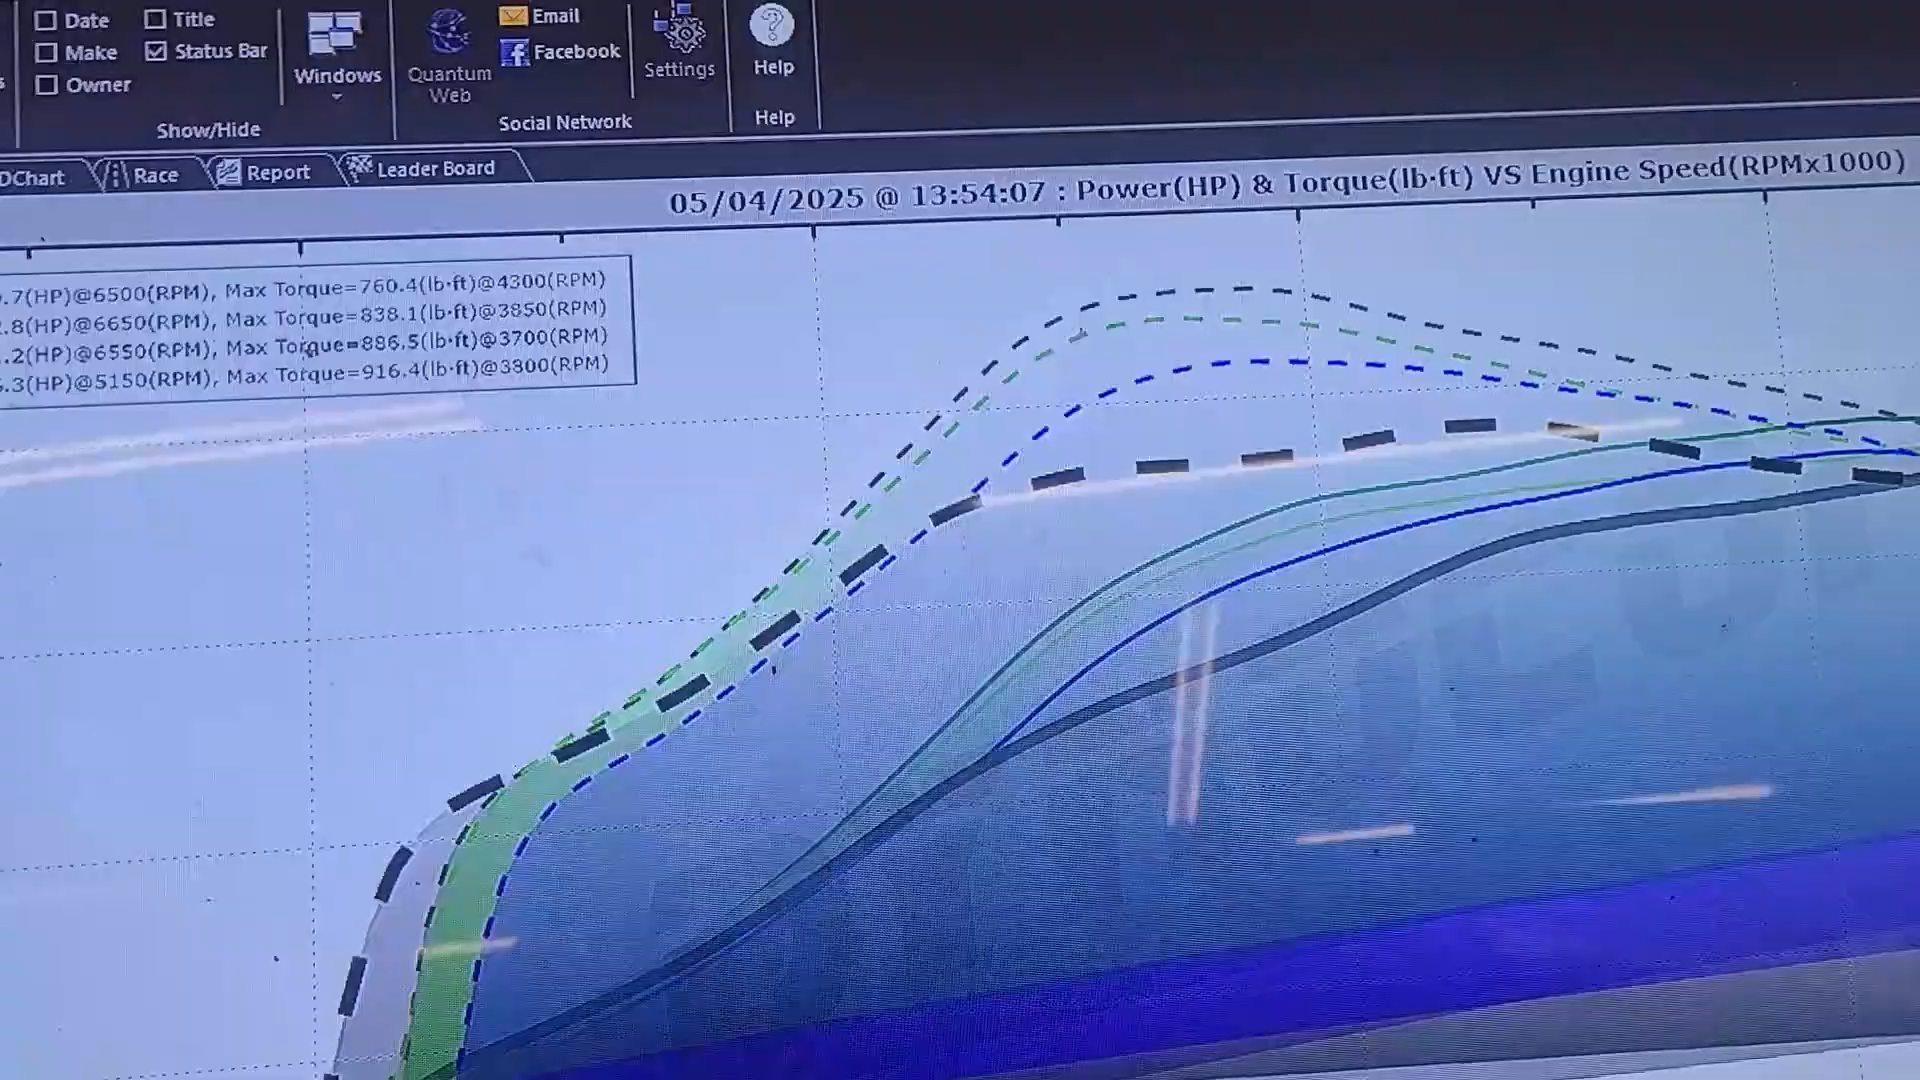 Date
Title
Make
Status Bar
Owner
Show/Hide
Windows
Quantum
Web
Email
Facebook
Social Network
Settings
Help
Help
DChart
Race
Report
Leader Board
05/04/2025 @ 13:54:07 : Power(HP) & Torque(lb·ft) VS Engine Speed(RPMx1000)
.7(HP)@6500(RPM), Max Torque=760.4(lb·ft)@4300(RPM)
.8(HP)@6650(RPM), Max Torque=838.1(lb·ft)@3850(RPM)
.2(HP)@6550(RPM), Max Torque=886.5(lb·ft)@3700(RPM)
.3(HP)@5150(RPM), Max Torque=916.4(lb·ft)@3800(RPM)